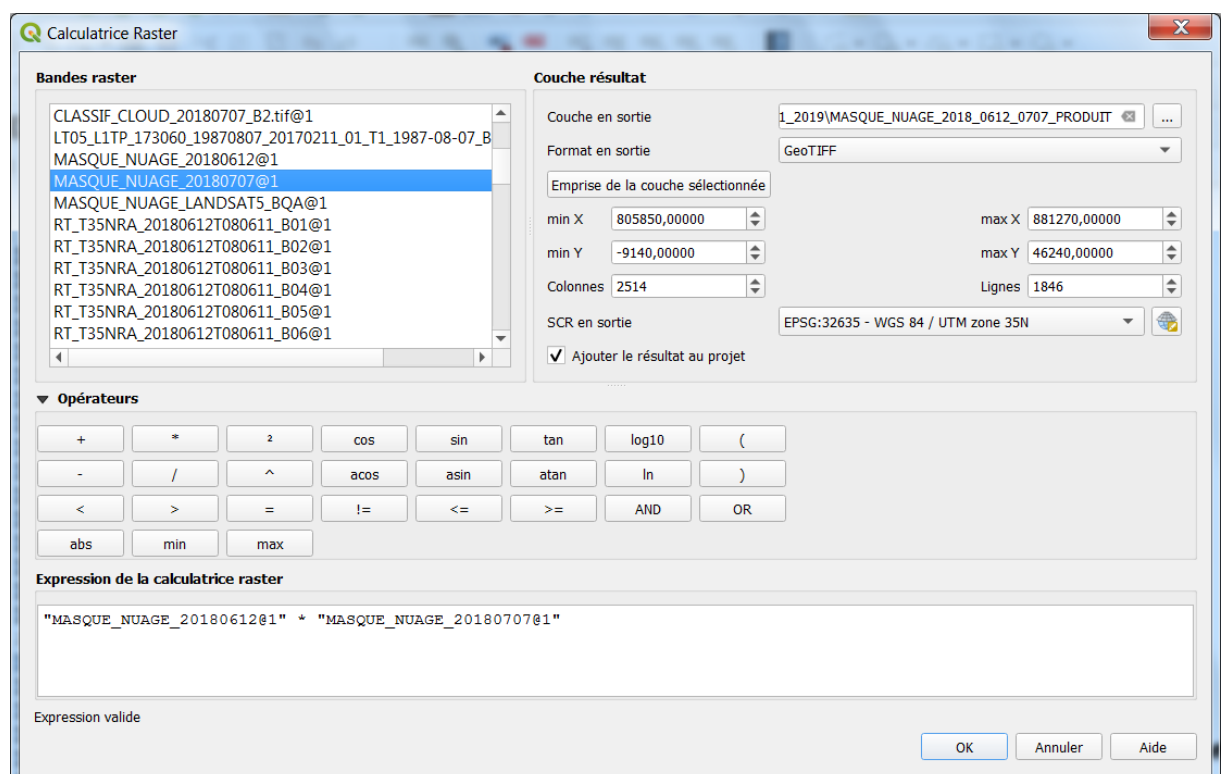 Calculatrice Raster
X
Bandes raster
CLASSIF_CLOUD_20180707_B2.tif@1
LT05_L1TP_173060_19870807_20170211_01_T1_1987-08-07_B
MASQUE_NUAGE_20180612@1
MASQUE_NUAGE_20180707@1
MASQUE_NUAGE_LANDSAT5_BQA@1
RT_T35NRA_20180612T080611_B01@1
RT_T35NRA_20180612T080611_B02@1
RT_T35NRA_20180612T080611_B03@1
RT_T35NRA_20180612T080611_B04@1
RT_T35NRA_20180612T080611_B05@1
RT_T35NRA_20180612T080611_B06@1
Couche résultat
Couche en sortie 1_2019\MASQUE_NUAGE_2018_0612_0707_PRODUIT ...
Format en sortie GeoTIFF
Emprise de la couche sélectionnée
min X 805850,00000 max X 881270,00000
min Y -9140,00000 max Y 46240,00000
Colonnes 2514 Lignes 1846
SCR en sortie EPSG:32635 - WGS 84 / UTM zone 35N
Ajouter le résultat au projet
Opérateurs
+ * ² cos sin tan log10 (
- / ^ acos asin atan ln )
< > = != <= >= AND OR
abs min max
Expression de la calculatrice raster
"MASQUE_NUAGE_20180612@1" * "MASQUE_NUAGE_20180707@1"
Expression valide
OK Annuler Aide